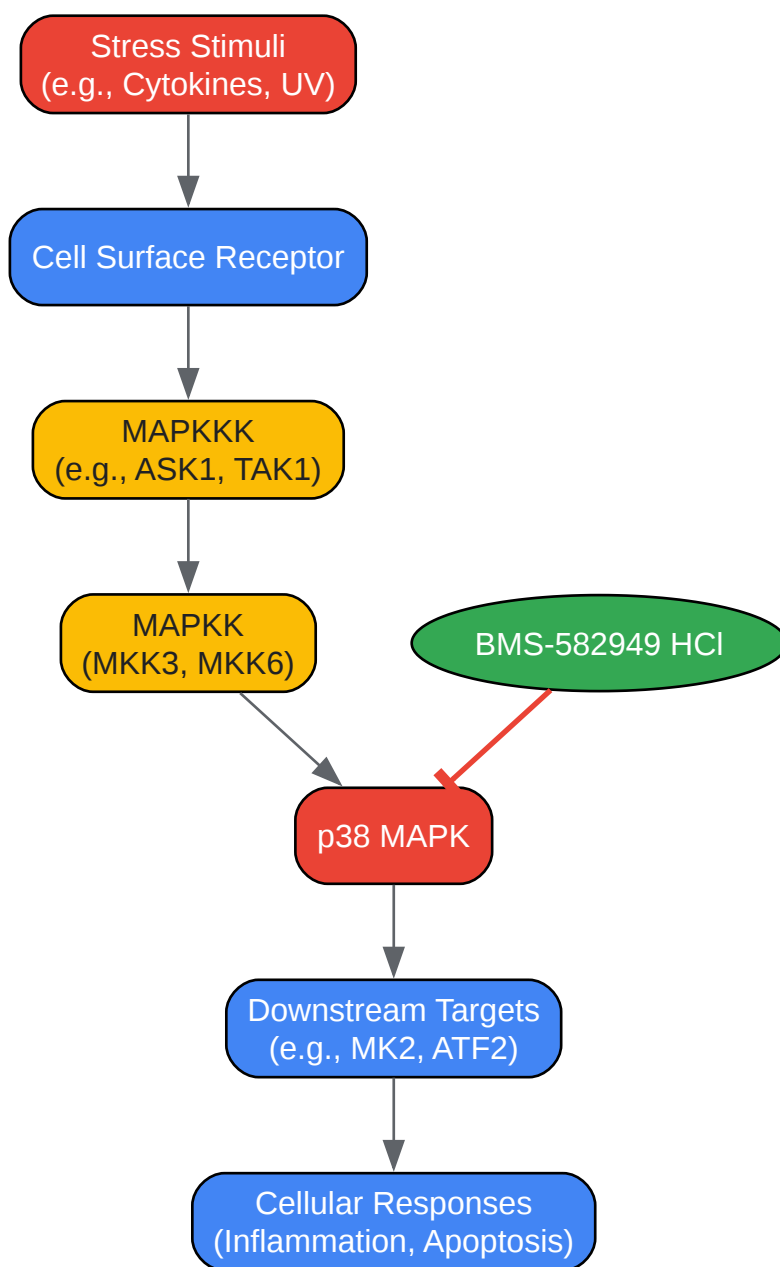 Stress Stimuli
(e.g., Cytokines, UV)
Cell Surface Receptor
MAPKKK
(e.g., ASK1, TAK1)
MAPKK
(MKK3, MKK6)
BMS-582949 HCl
p38 MAPK
Downstream Targets
(e.g., MK2, ATF2)
Cellular Responses
(Inflammation, Apoptosis)